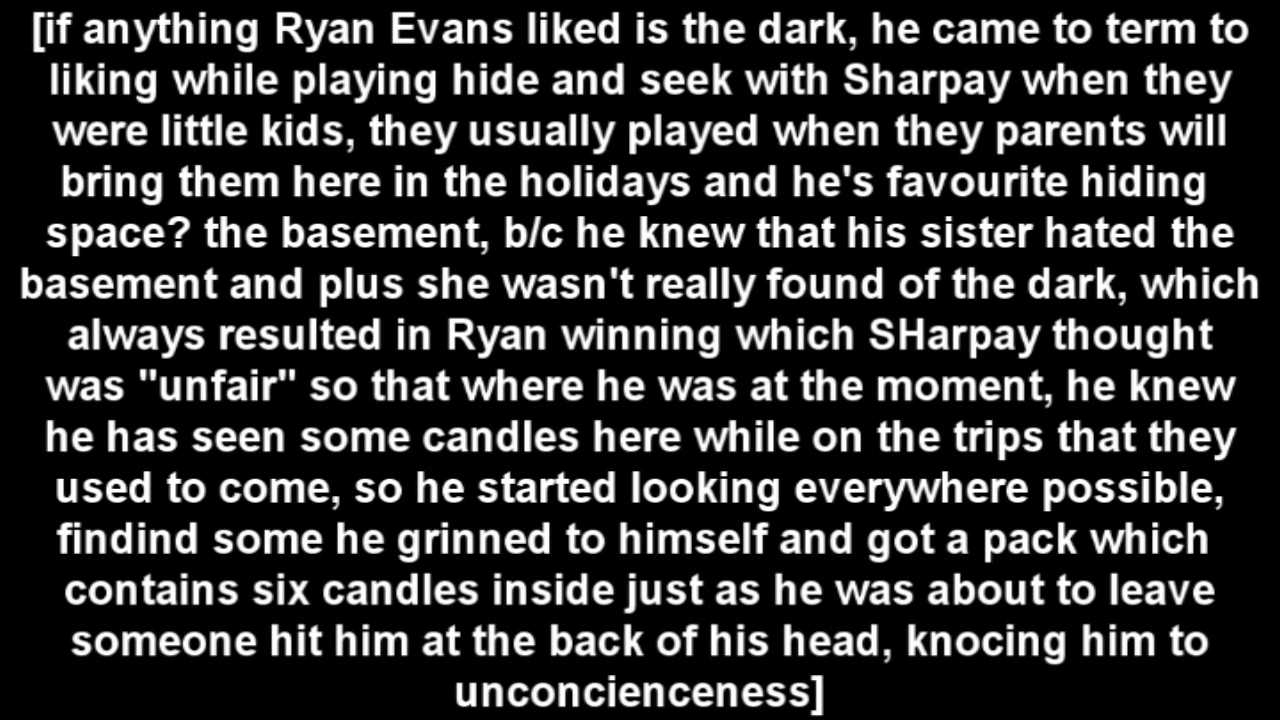 [if anything Ryan Evans liked is the dark, he came to term to
liking while playing hide and seek with Sharpay when they
were little kids, they usually played when they parents will
bring them here in the holidays and he's favourite hiding
space? the basement, b/c he knew that his sister hated the
basement and plus she wasn't really found of the dark, which
always resulted in Ryan winning which SHarpay thought
was "unfair" so that where he was at the moment, he knew
he has seen some candles here while on the trips that they
used to come, so he started looking everywhere possible,
findind some he grinned to himself and got a pack which
contains six candles inside just as he was about to leave
someone hit him at the back of his head, knocing him to
unconcienceness]